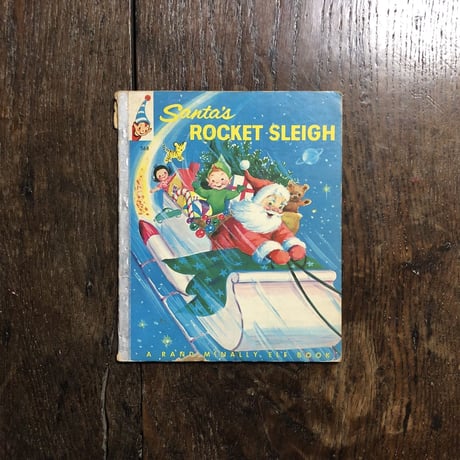 Santa's
ROCKET SLEIGH
A RAND MCNALLY ELF BOOK